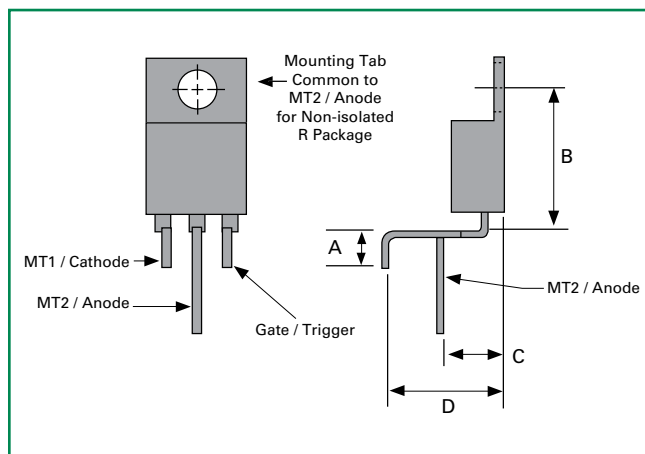 Mounting Tab
Common to
MT2 / Anode
for Non-isolated
R Package
MT1 / Cathode
MT2 / Anode
Gate / Trigger
A
B
MT2 / Anode
C
D